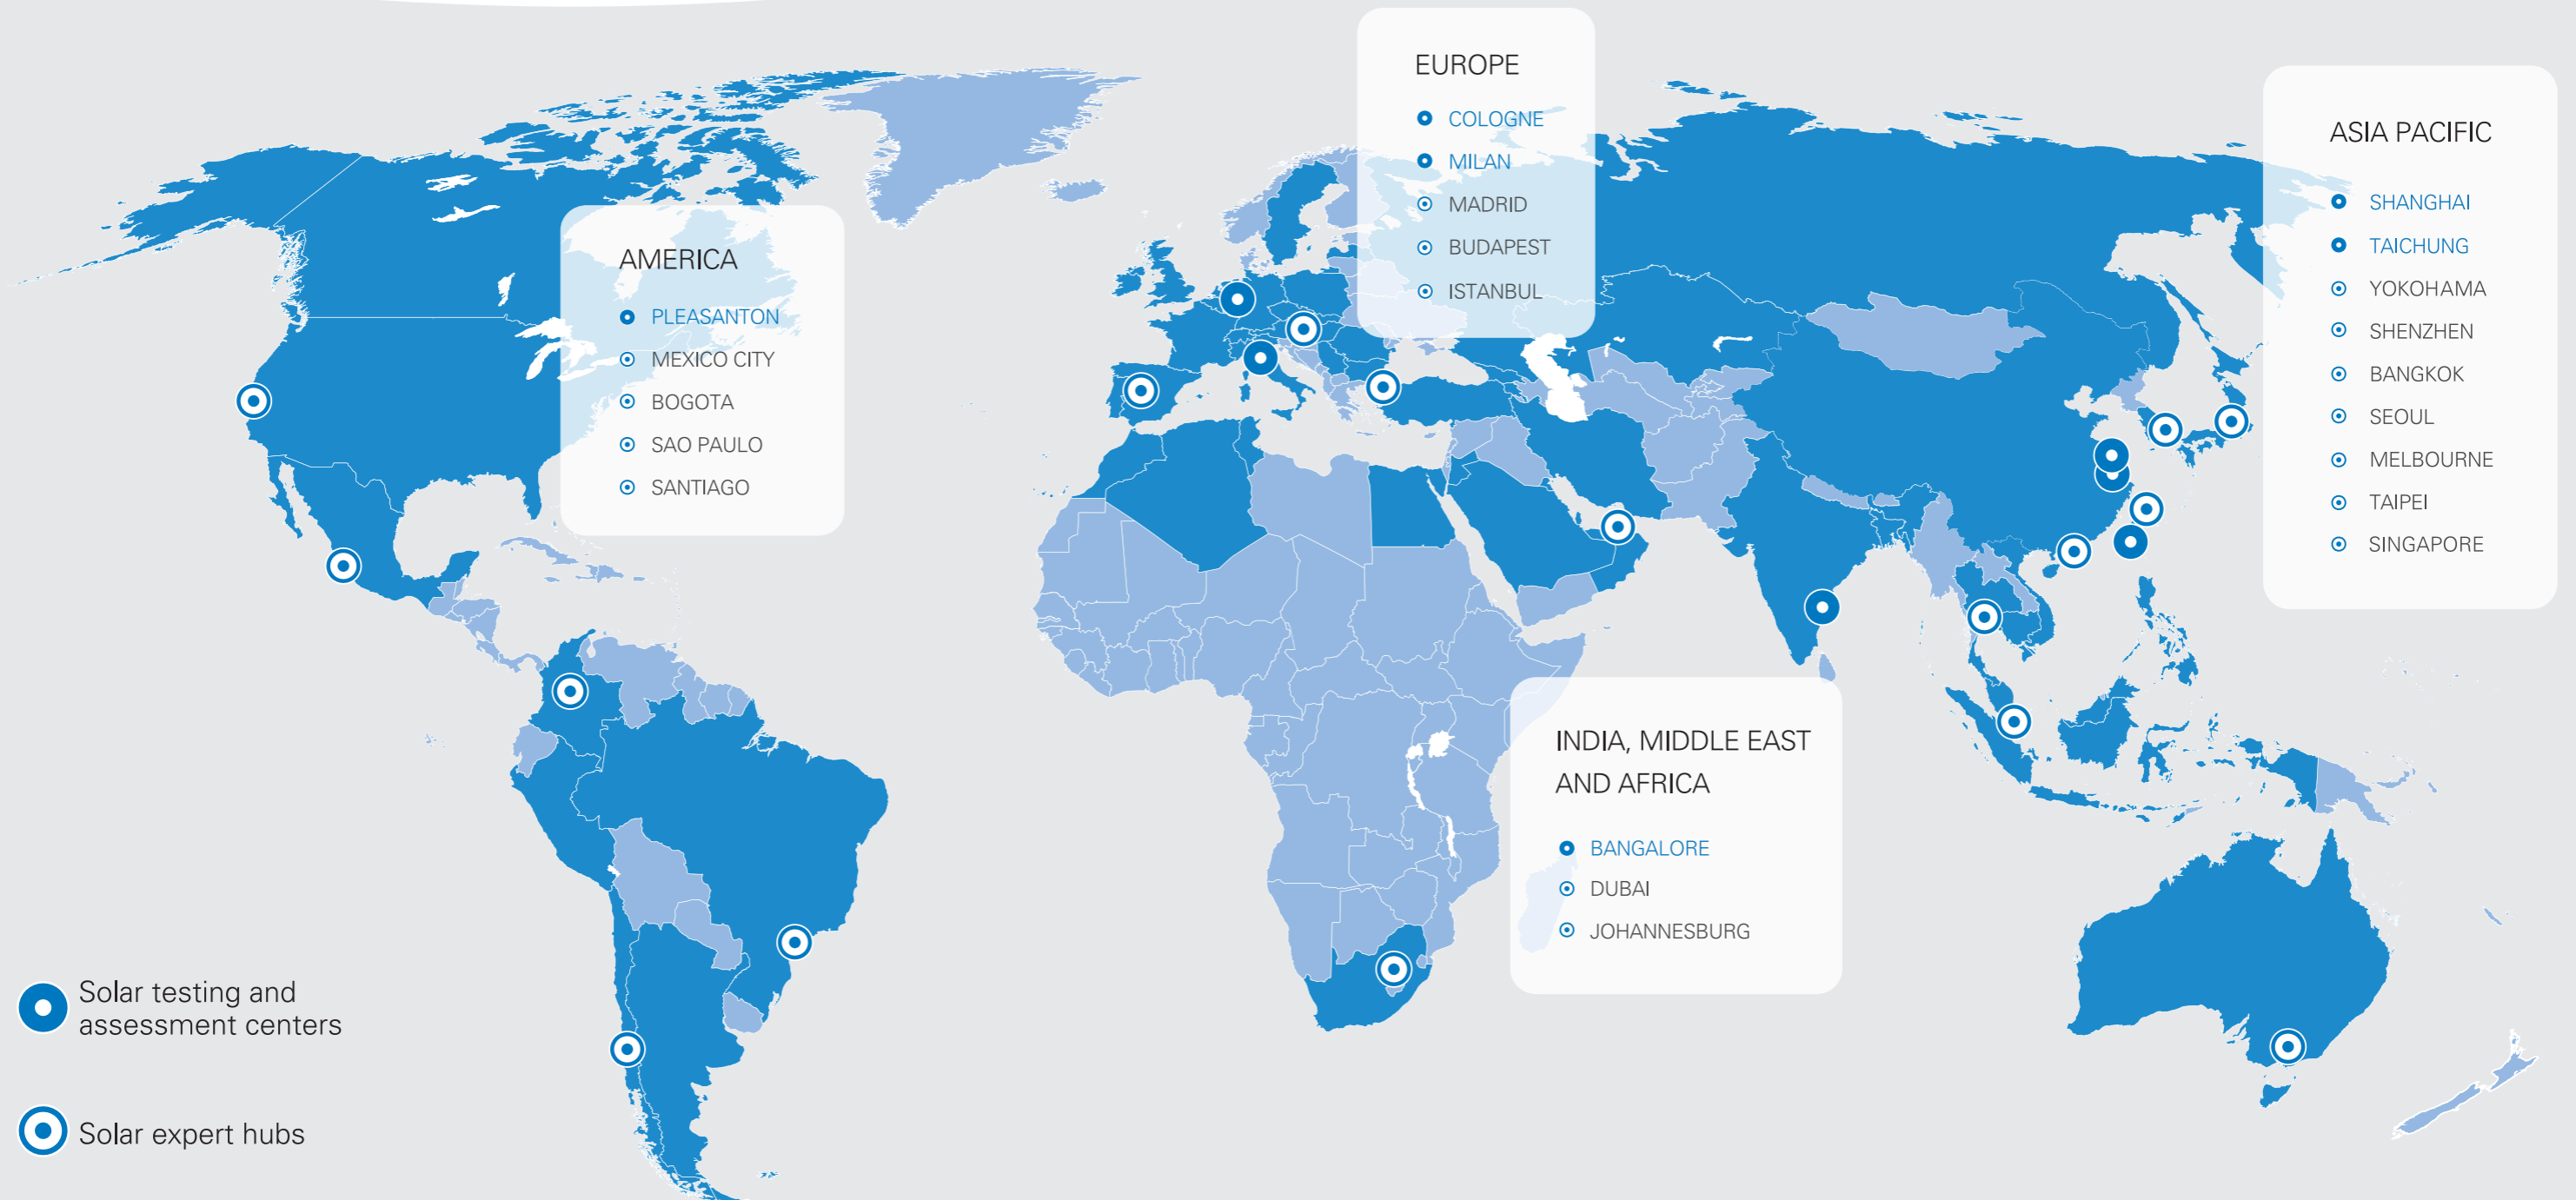 EUROPE
COLOGNE
MILAN
MADRID
BUDAPEST
ISTANBUL
ASIA PACIFIC
SHANGHAI
TAICHUNG
YOKOHAMA
SHENZHEN
BANGKOK
SEOUL
MELBOURNE
TAIPEI
SINGAPORE
AMERICA
PLEASANTON
MEXICO CITY
BOGOTA
SAO PAULO
SANTIAGO
INDIA, MIDDLE EAST
AND AFRICA
BANGALORE
DUBAI
JOHANNESBURG
Solar testing and
assessment centers
Solar expert hubs